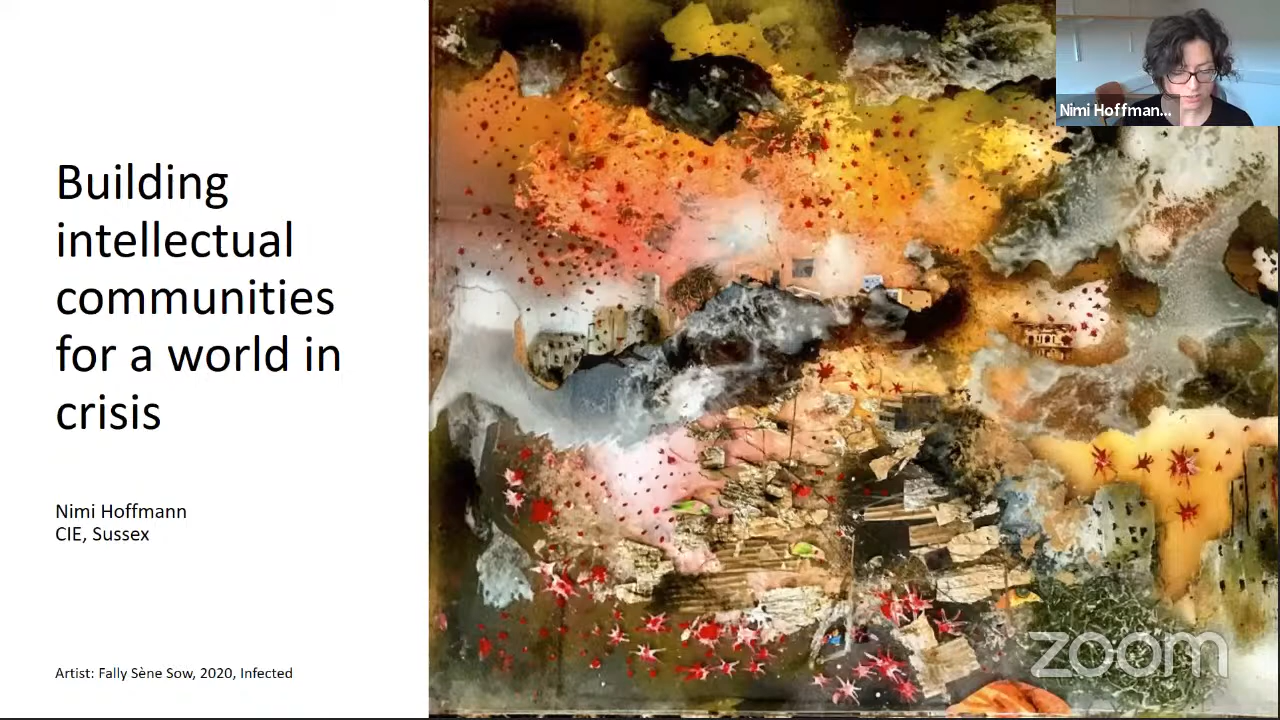 Building
intellectual
communities
for a world in
crisis
Nimi Hoffmann
CIE, Sussex
Artist: Fally Sène Sow, 2020, Infected
Nimi Hoffman...
zoom